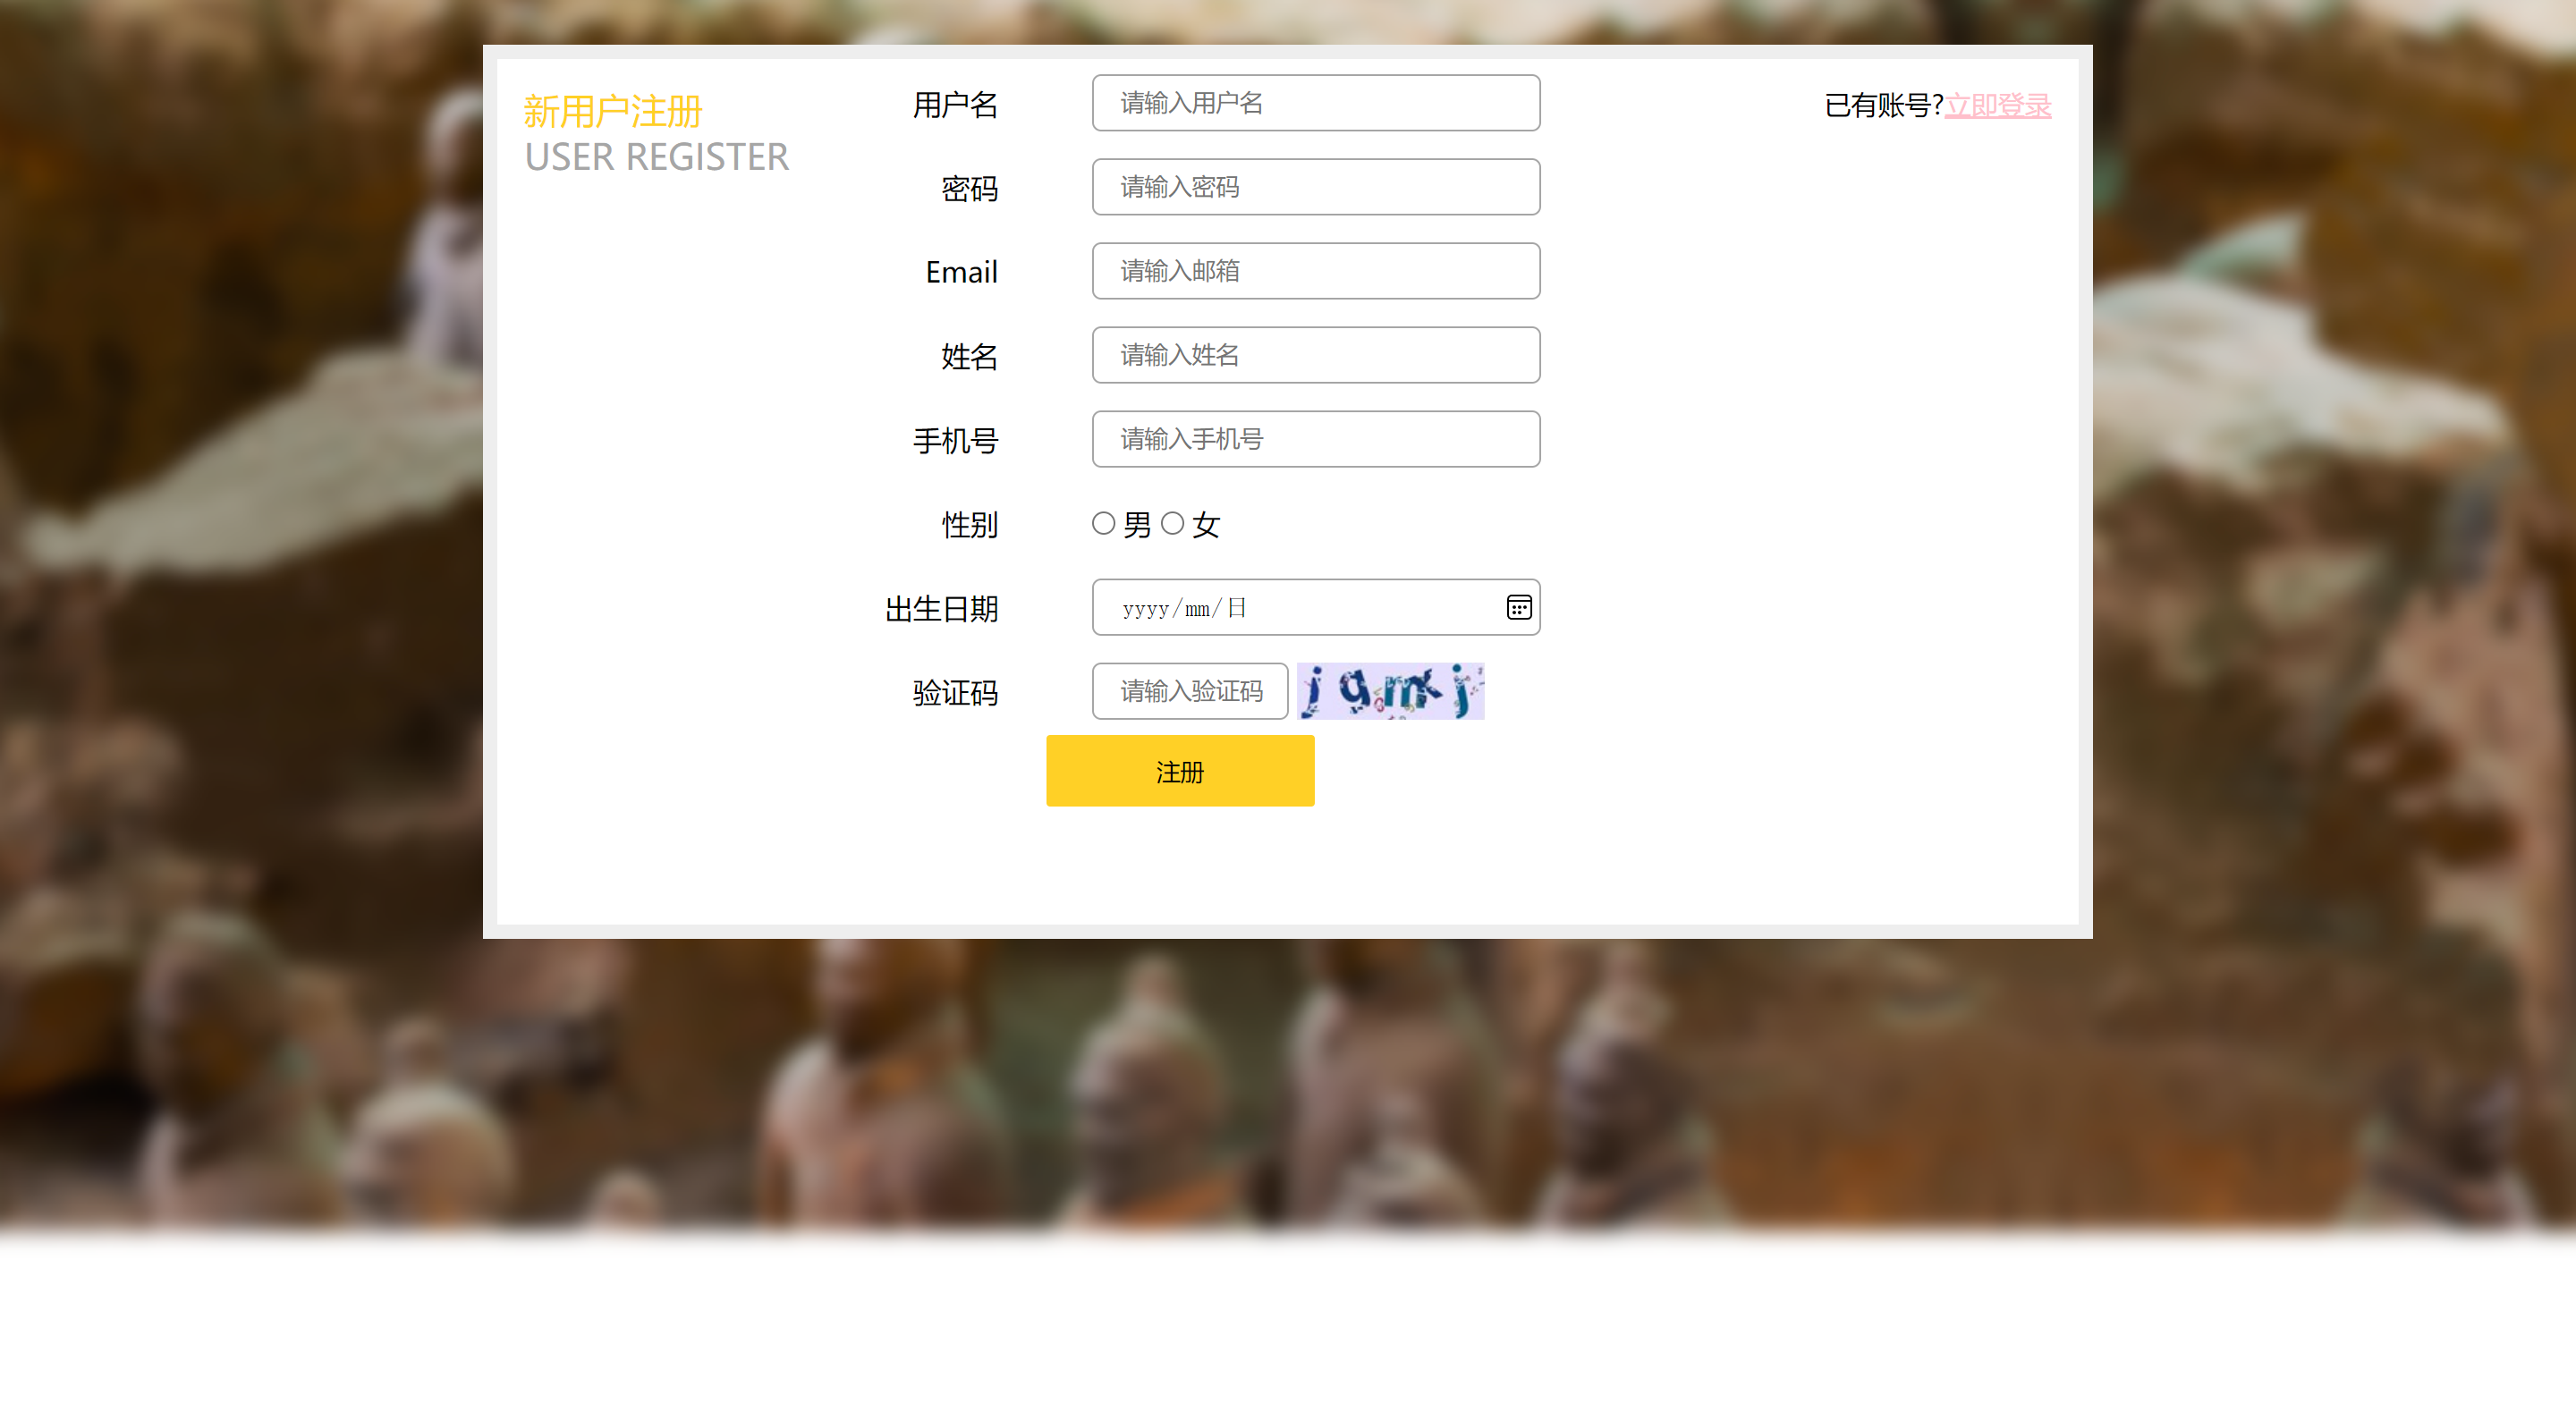 新用户注册
USER REGISTER
用户名 请输入用户名
已有账号?立即登录
密码 请输入密码
Email 请输入邮箱
姓名 请输入姓名
手机号 请输入手机号
性别 男 女
出生日期 yyyy/mm/日
验证码 请输入验证码
注册